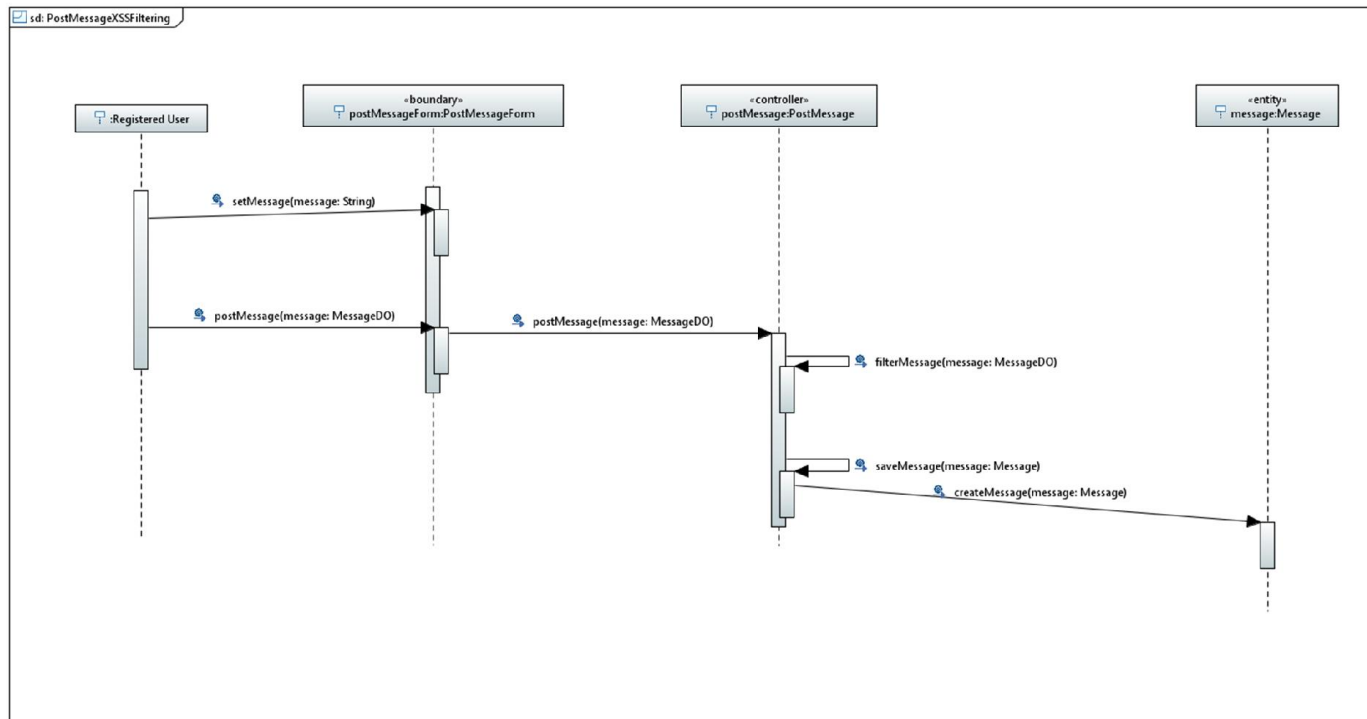 sd: PostMessageXSSFiltering
:Registered User
«boundary»
postMessageForm:PostMessageForm
«controller»
postMessage:PostMessage
«entity»
message:Message
setMessage(message: String)
postMessage(message: MessageDO)
postMessage(message: MessageDO)
filterMessage(message: MessageDO)
saveMessage(message: Message)
createMessage(message: Message)